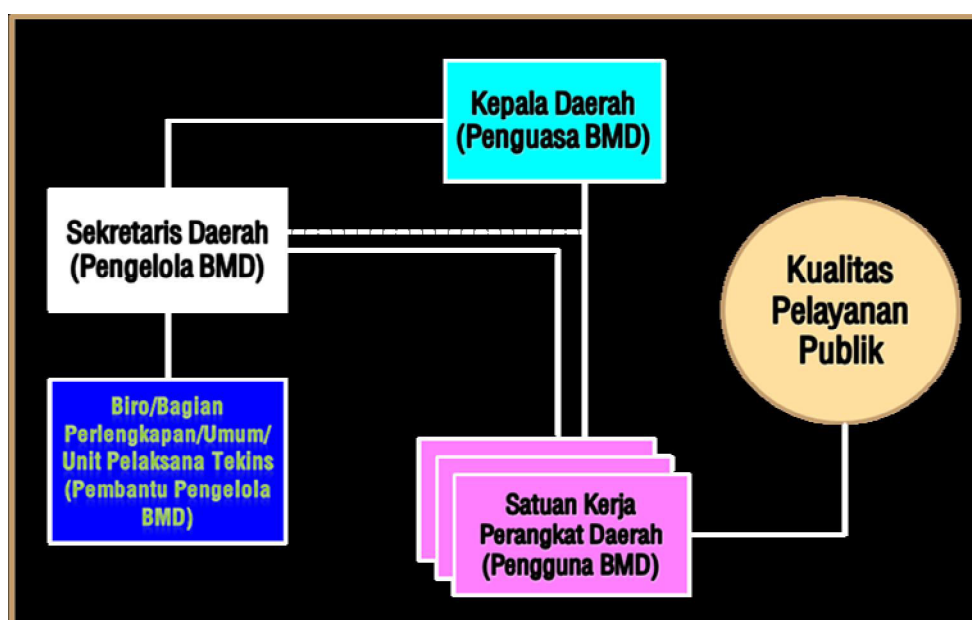 Kepala Daerah
(Penguasa BMD)
Sekretaris Daerah
(Pengelola BMD)
Kualitas
Pelayanan
Publik
Biro/Bagian
Perlengkapan/Umum/
Unit Pelaksana Tekins
(Pembantu Pengelola
BMD)
Satuan Kerja
Perangkat Daerah
(Pengguna BMD)